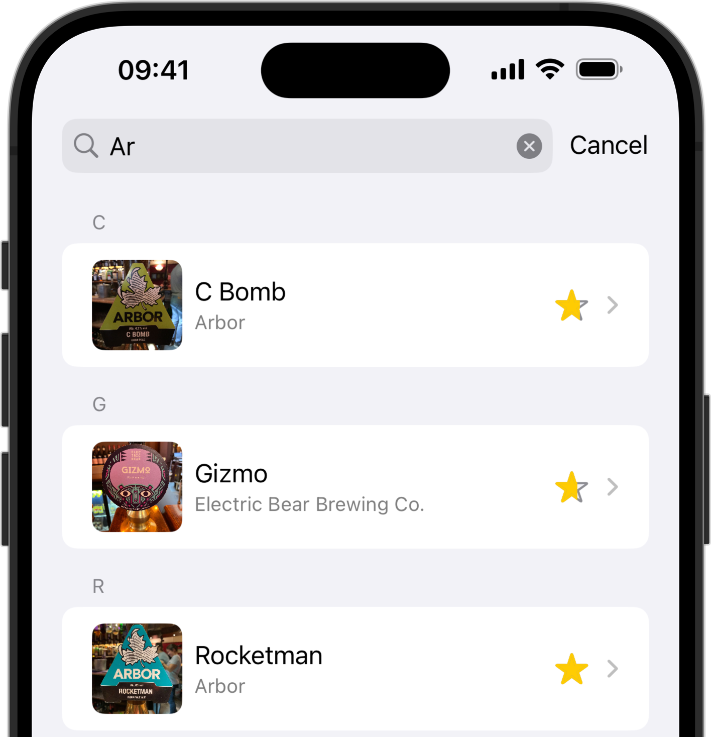 09:41
Ar
Cancel
C
C Bomb
Arbor
ARBOR
C BOMB
G
Gizmo
Electric Bear Brewing Co.
GIZMO
R
Rocketman
Arbor
ARBOR
ROCKETMAN